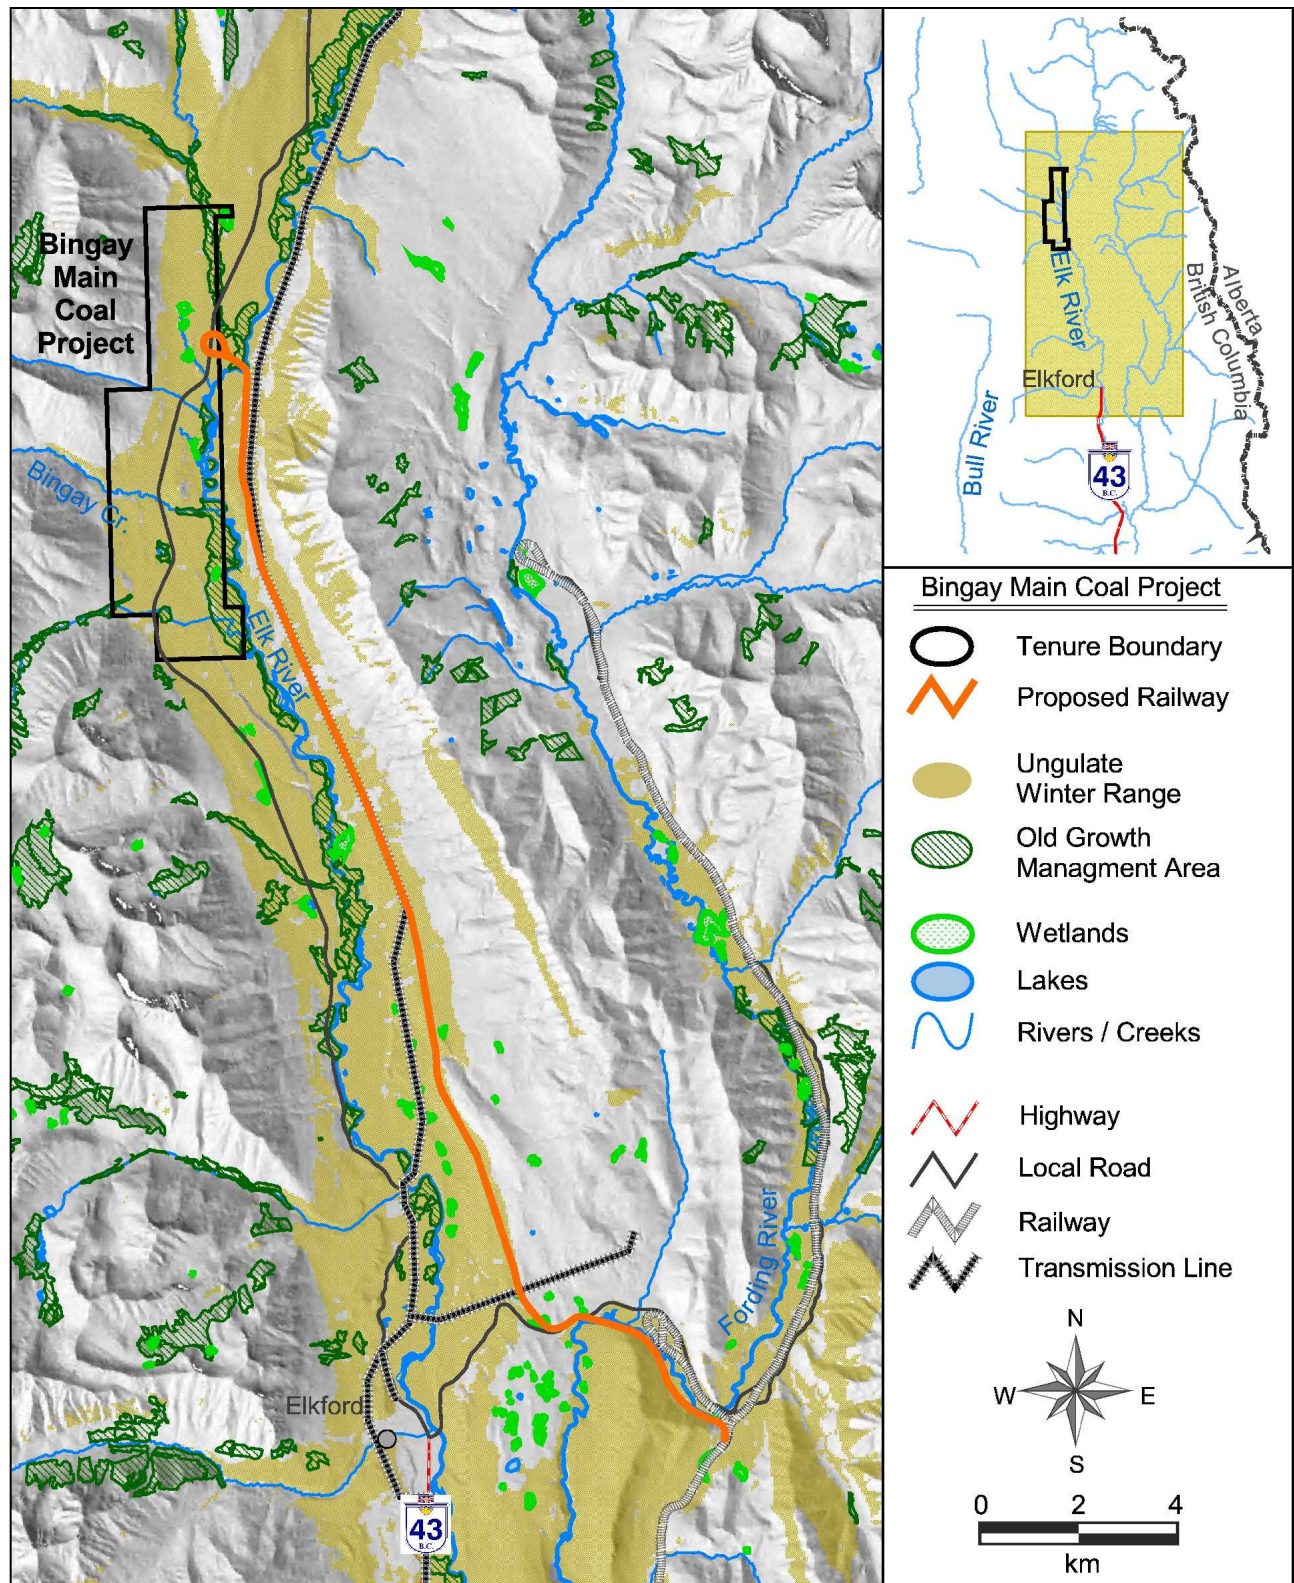 Bingay
Main
Coal
Project
Bingay Cr.
Elk River
Fording River
Elkford
43
B.C.
Alberta
British Columbia
Elk River
Elkford
Bull River
43
B.C.
Bingay Main Coal Project
Tenure Boundary
Proposed Railway
Ungulate
Winter Range
Old Growth
Managment Area
Wetlands
Lakes
Rivers / Creeks
Highway
Local Road
Railway
Transmission Line
N
W E
S
0 2 4
km